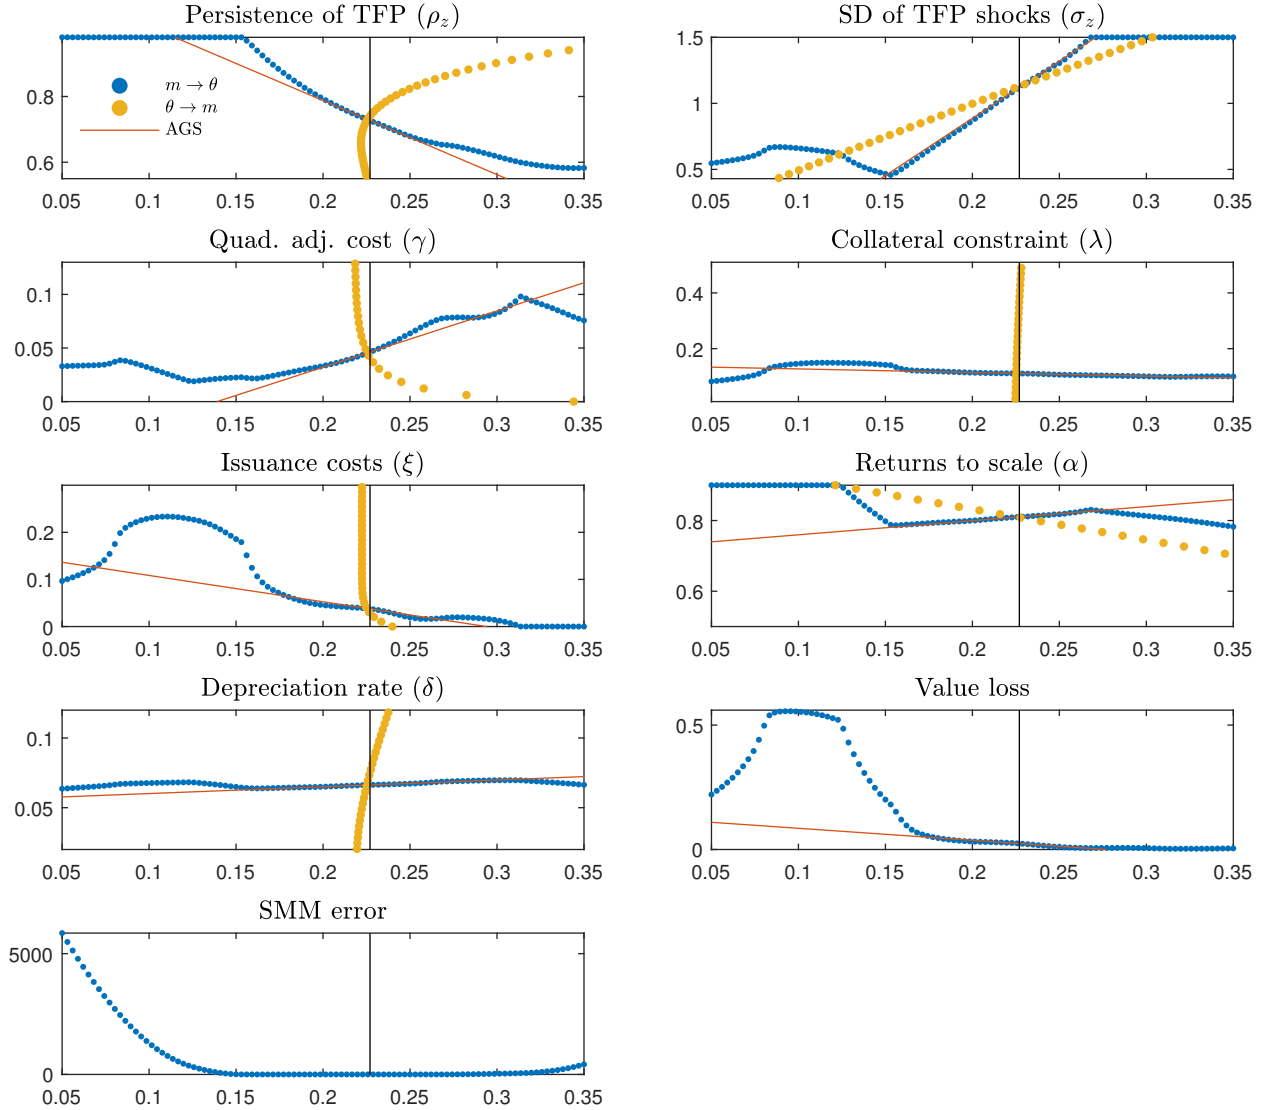 Persistence of TFP (ρz)
0.8
0.6
m → θ
θ → m
AGS
0.05 0.1 0.15 0.2 0.25 0.3 0.35
SD of TFP shocks (σz)
1.5
1
0.5
0.05 0.1 0.15 0.2 0.25 0.3 0.35
Quad. adj. cost (γ)
0.1
0.05
0
0.05 0.1 0.15 0.2 0.25 0.3 0.35
Collateral constraint (λ)
0.4
0.2
0.05 0.1 0.15 0.2 0.25 0.3 0.35
Issuance costs (ξ)
0.2
0.1
0
0.05 0.1 0.15 0.2 0.25 0.3 0.35
Returns to scale (α)
0.8
0.6
0.05 0.1 0.15 0.2 0.25 0.3 0.35
Depreciation rate (δ)
0.1
0.05
0.05 0.1 0.15 0.2 0.25 0.3 0.35
Value loss
0.5
0
0.05 0.1 0.15 0.2 0.25 0.3 0.35
SMM error
5000
0
0.05 0.1 0.15 0.2 0.25 0.3 0.35